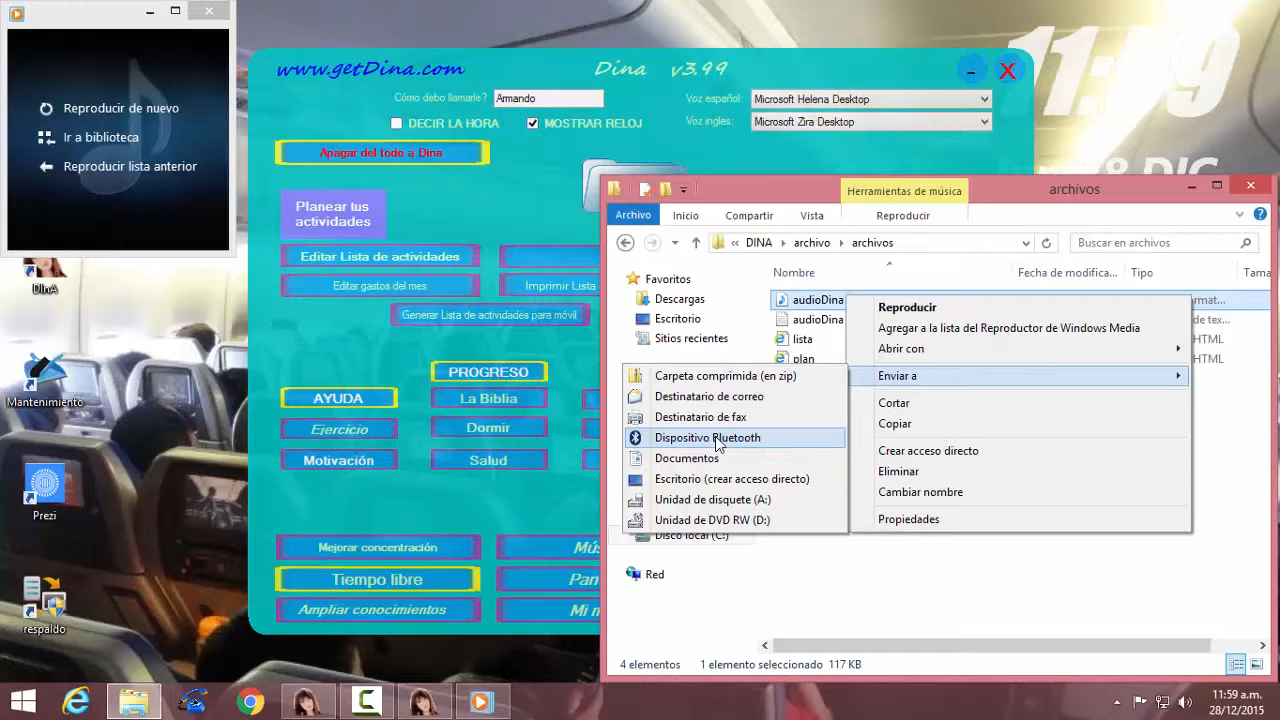 Reproducir de nuevo
Ir a biblioteca
Reproducir lista anterior
DInA
Mantenimiento
Prezi
respaldo
www.getDina.com
Dina v3.99
Cómo debo llamarle?
Armando
DECIR LA HORA
MOSTRAR RELOJ
Voz español:
Microsoft Helena Desktop
Voz ingles:
Microsoft Zira Desktop
Apagar del todo a Dina
Planear tus
actividades
Editar Lista de actividades
Editar gastos del mes
Imprimir Lista
Generar Lista de actividades para móvil
PROGRESO
AYUDA
La Biblia
Ejercicio
Dormir
Motivación
Salud
Mejorar concentración
Tiempo libre
Ampliar conocimientos
Mi
11:59
DIC
Herramientas de música
archivos
Archivo
Inicio
Compartir
Vista
Reproducir
« DINA
archivo
archivos
Buscar en archivos
Favoritos
Descargas
Escritorio
Sitios recientes
Disco local (C:)
Red
Nombre
Fecha de modifica...
Tipo
Tama
audioDina
audioDina
lista
plan
ormat...
de tex...
HTML
HTML
Reproducir
Agregar a la lista del Reproductor de Windows Media
Abrir con
Enviar a
Cortar
Copiar
Crear acceso directo
Eliminar
Cambiar nombre
Propiedades
Carpeta comprimida (en zip)
Destinatario de correo
Destinatario de fax
Dispositivo Bluetooth
Documentos
Escritorio (crear acceso directo)
Unidad de disquete (A:)
Unidad de DVD RW (D:)
4 elementos
1 elemento seleccionado 117 KB
11:59 a.m.
28/12/2015